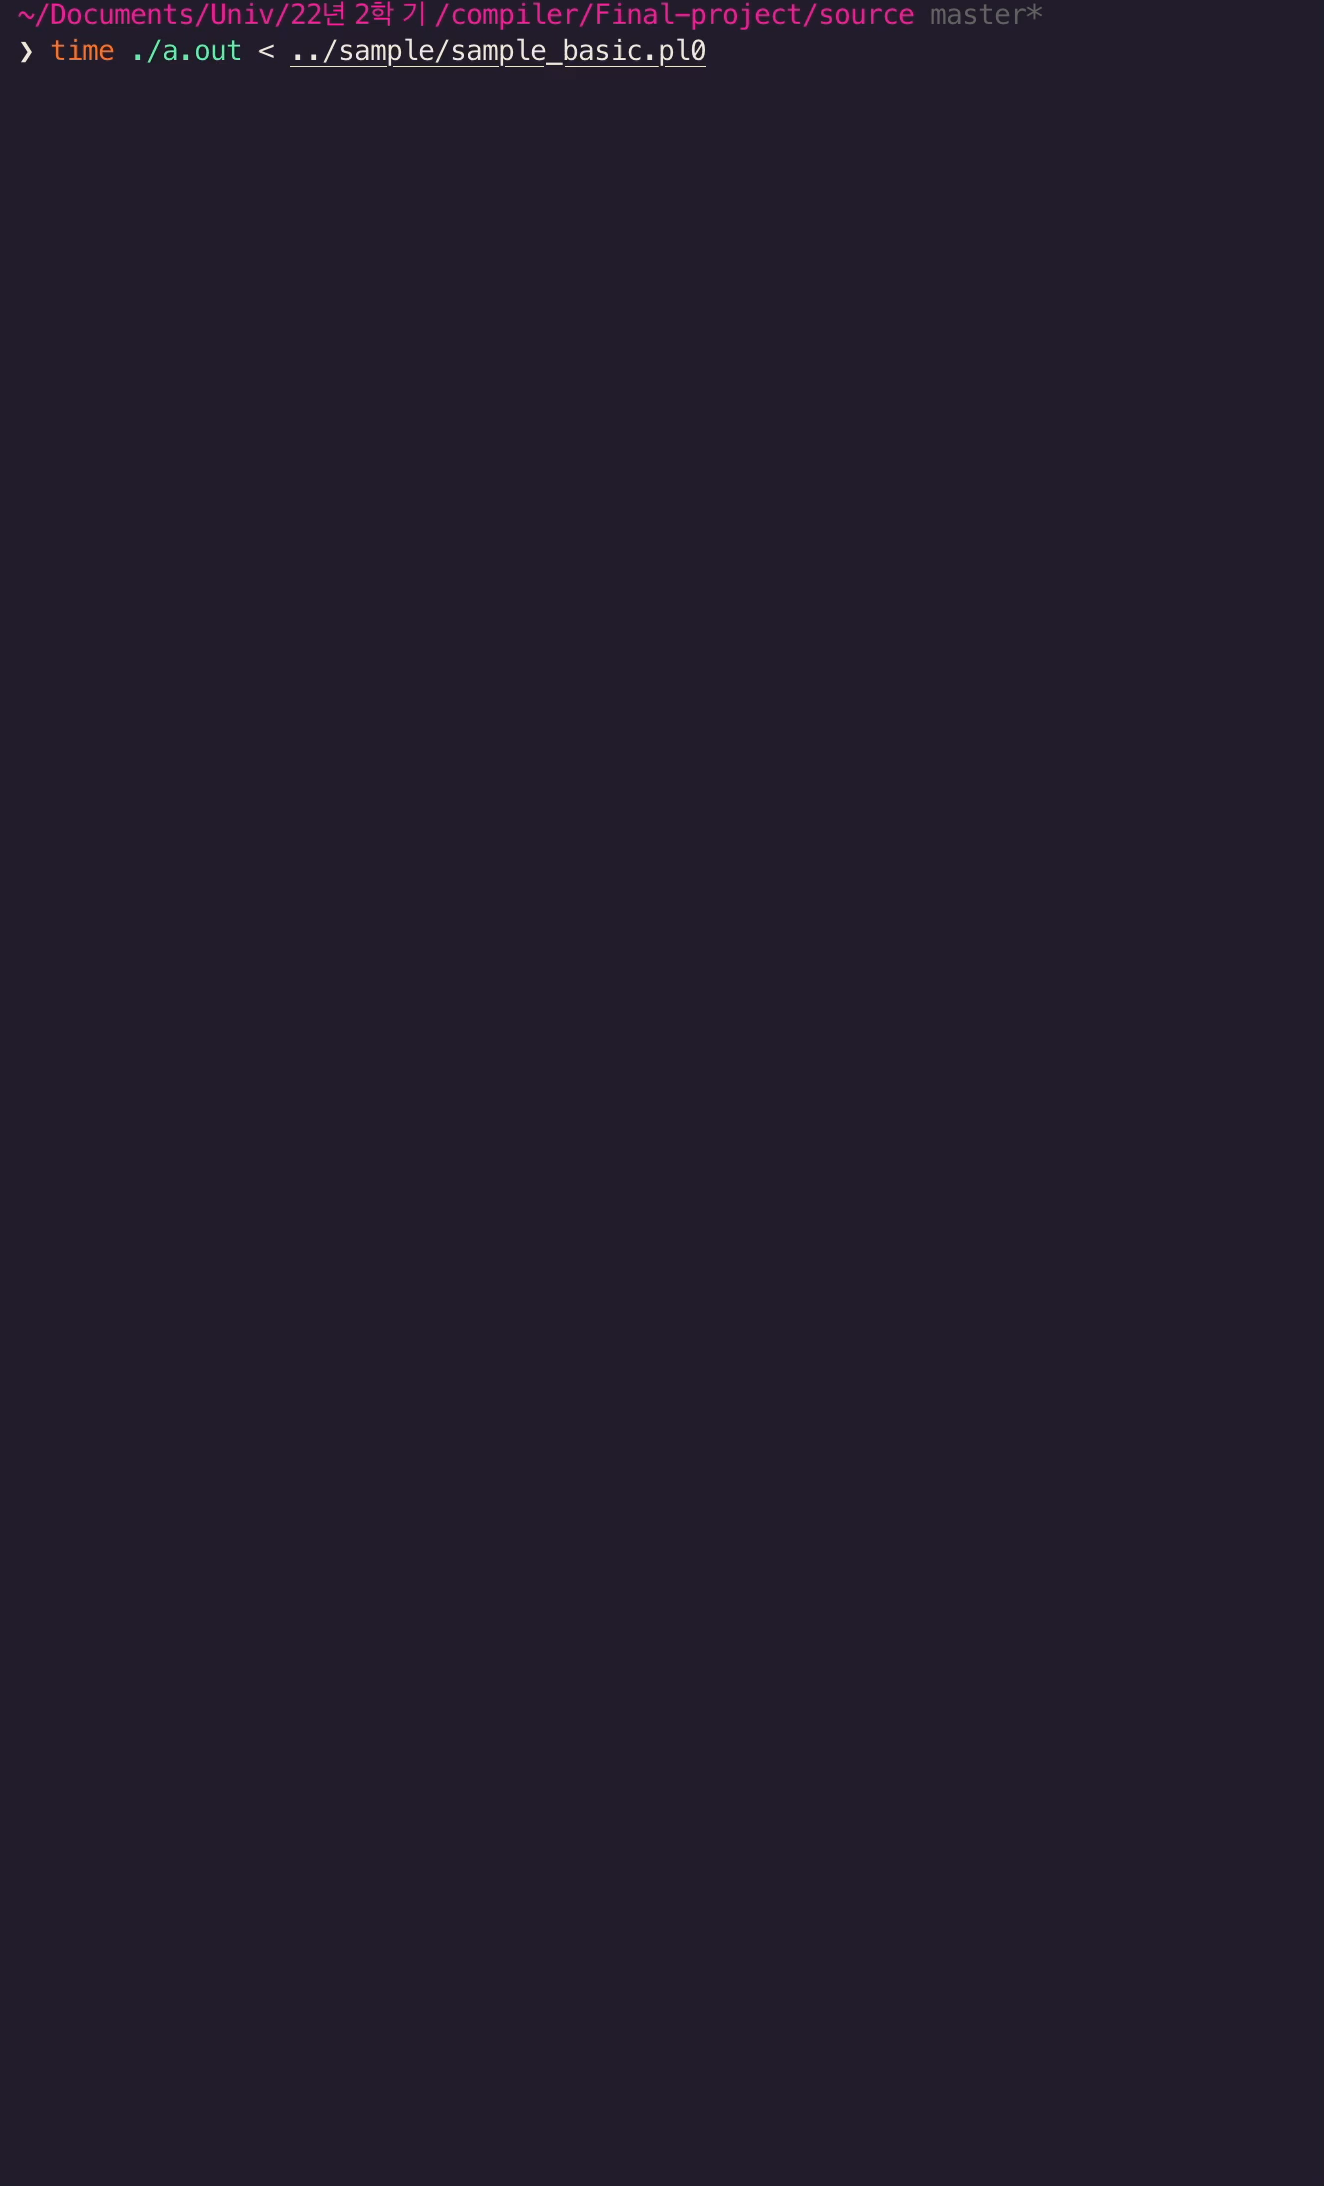 ~/Documents/Univ/22년 2학 기 /compiler/Final-project/source master*
❯ time ./a.out < ../sample/sample_basic.pl0